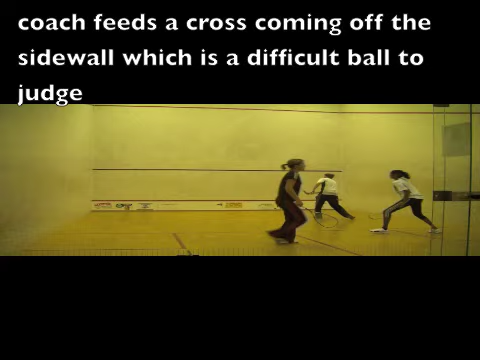 coach feeds a cross coming off the
sidewall which is a difficult ball to
judge